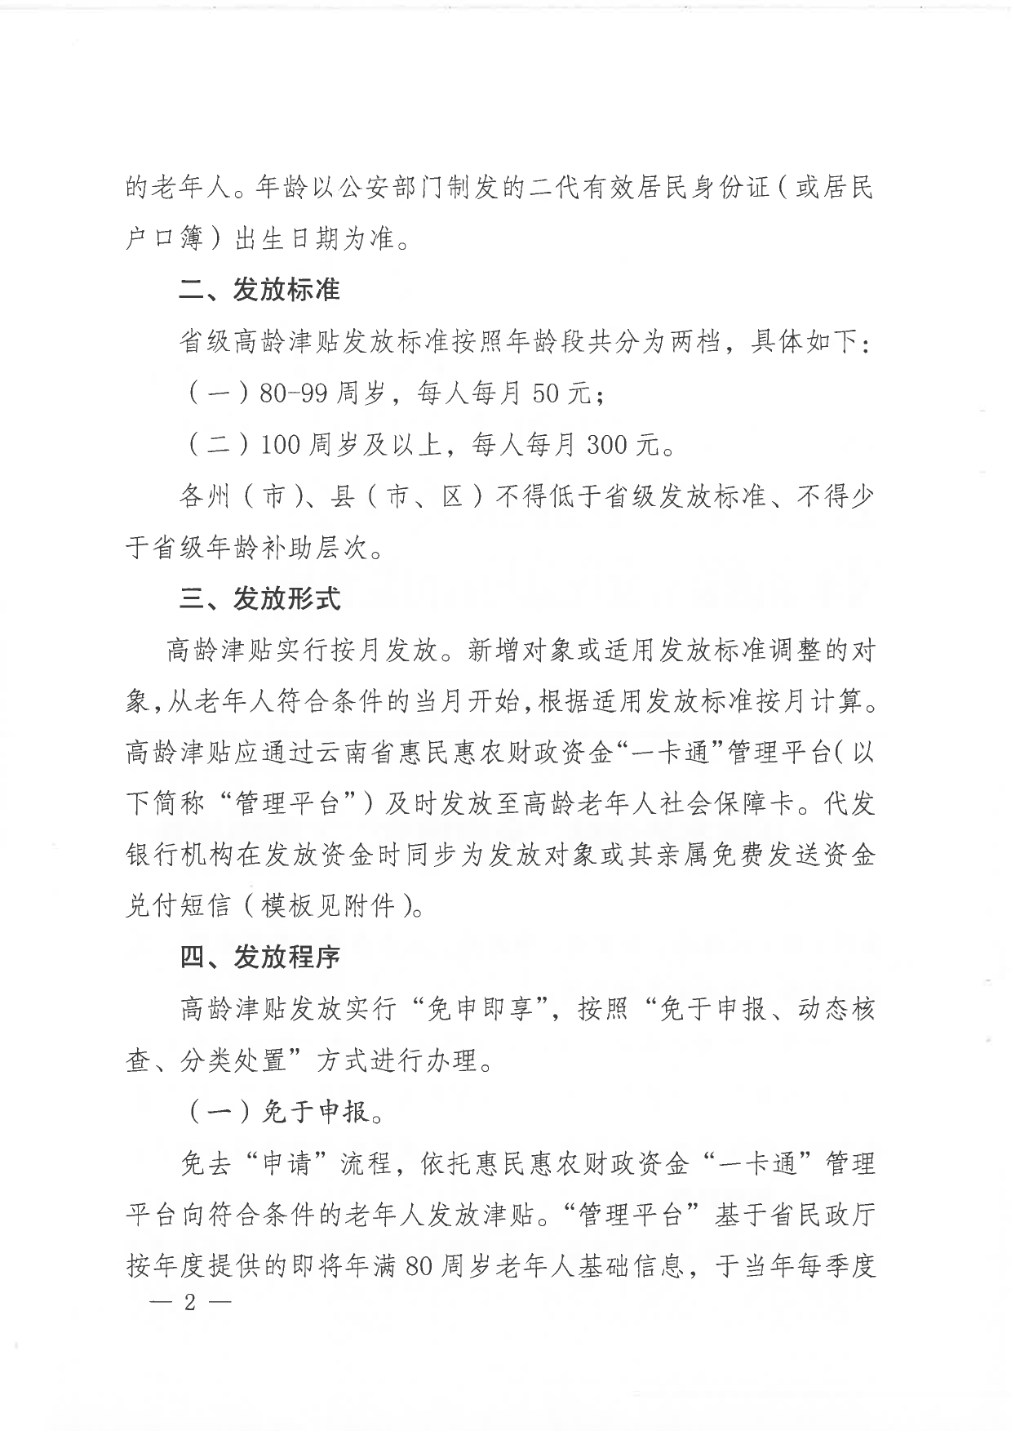 的老年人。年龄以公安部门制发的二代有效居民身份证（或居民
户口簿）出生日期为准。
二、发放标准
省级高龄津贴发放标准按照年龄段共分为两档，具体如下：
（一）80-99 周岁，每人每月 50 元；
（二）100 周岁及以上，每人每月 300 元。
各州（市）、县（市、区）不得低于省级发放标准、不得少
于省级年龄补助层次。
三、发放形式
高龄津贴实行按月发放。新增对象或适用发放标准调整的对
象，从老年人符合条件的当月开始，根据适用发放标准按月计算。
高龄津贴应通过云南省惠民惠农财政资金“一卡通”管理平台（以
下简称“管理平台”）及时发放至高龄老年人社会保障卡。代发
银行机构在发放资金时同步为发放对象或其亲属免费发送资金
兑付短信（模板见附件）。
四、发放程序
高龄津贴发放实行“免申即享”，按照“免于申报、动态核
查、分类处置”方式进行办理。
（一）免于申报。
免去“申请”流程，依托惠民惠农财政资金“一卡通”管理
平台向符合条件的老年人发放津贴。“管理平台”基于省民政厅
按年度提供的即将年满 80 周岁老年人基础信息，于当年每季度
— 2 —